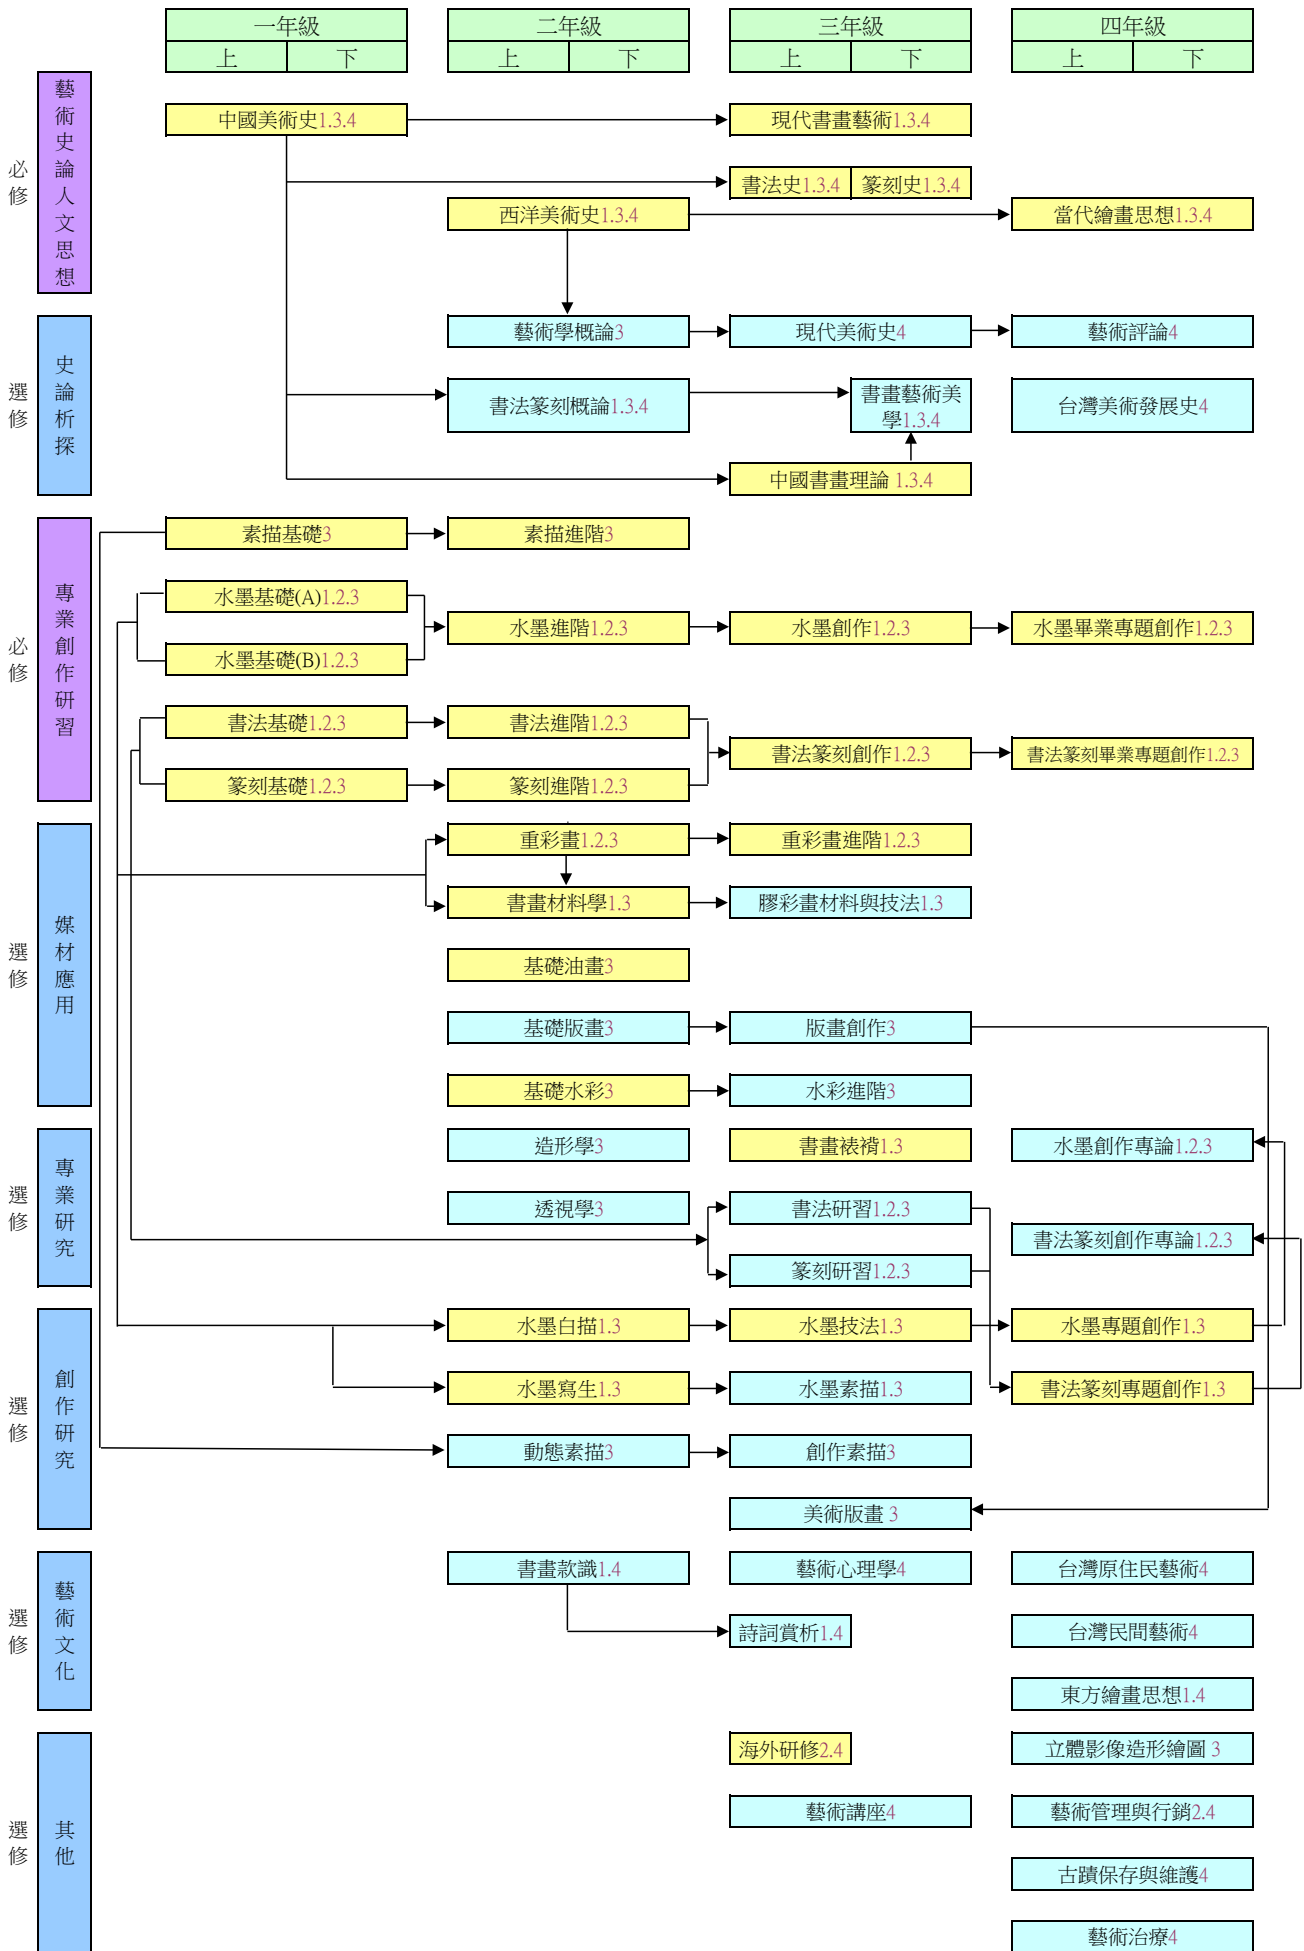 一年級 二年級 三年級 四年級
上 下 上 下 上 下 上 下
必修
藝術史論人文思想
中國美術史1.3.4
現代書畫藝術1.3.4
書法史1.3.4
篆刻史1.3.4
西洋美術史1.3.4
當代繪畫思想1.3.4
選修
史論析探
藝術學概論3
現代美術史4
藝術評論4
書法篆刻概論1.3.4
書畫藝術美
學1.3.4
台灣美術發展史4
中國書畫理論 1.3.4
必修
專業創作研習
素描基礎3
素描進階3
水墨基礎(A)1.2.3
水墨進階1.2.3
水墨創作1.2.3
水墨畢業專題創作1.2.3
水墨基礎(B)1.2.3
書法基礎1.2.3
書法進階1.2.3
書法篆刻創作1.2.3
書法篆刻畢業專題創作1.2.3
篆刻基礎1.2.3
篆刻進階1.2.3
選修
媒材應用
重彩畫1.2.3
重彩畫進階1.2.3
書畫材料學1.3
膠彩畫材料與技法1.3
基礎油畫3
基礎版畫3
版畫創作3
基礎水彩3
水彩進階3
選修
專業研究
造形學3
書畫裱褙1.3
水墨創作專論1.2.3
透視學3
書法研習1.2.3
書法篆刻創作專論1.2.3
篆刻研習1.2.3
選修
創作研究
水墨白描1.3
水墨技法1.3
水墨專題創作1.3
水墨寫生1.3
水墨素描1.3
書法篆刻專題創作1.3
動態素描3
創作素描3
美術版畫 3
選修
藝術文化
書畫款識1.4
藝術心理學4
台灣原住民藝術4
詩詞賞析1.4
台灣民間藝術4
東方繪畫思想1.4
選修
其他
海外研修2.4
立體影像造形繪圖 3
藝術講座4
藝術管理與行銷2.4
古蹟保存與維護4
藝術治療4